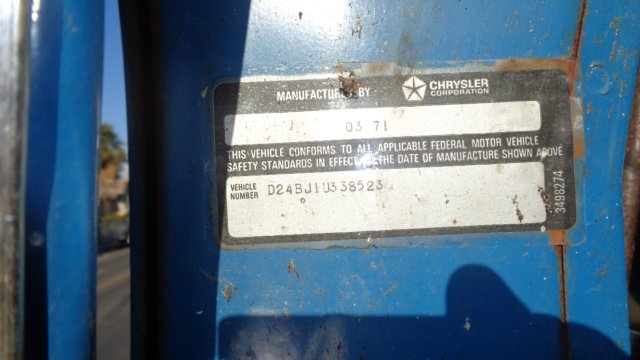 MANUFACTURED BY CHRYSLER
CORPORATION
03 71
THIS VEHICLE CONFORMS TO ALL APPLICABLE FEDERAL MOTOR VEHICLE
SAFETY STANDARDS IN EFFECT ON THE DATE OF MANUFACTURE SHOWN ABOVE
VEHICLE
NUMBER D24BJ1U338523
3498274